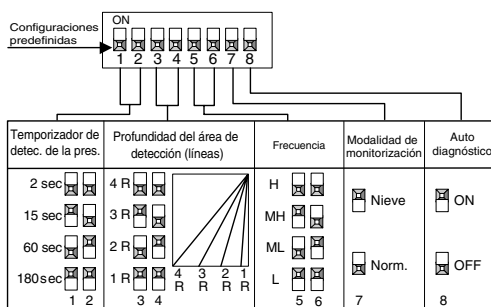 ON
Configuraciones
predefinidas
1 2 3 4 5 6 7 8
Temporizador de
detec. de la pres.
Profundidad del área de
detección (líneas)
Frecuencia
Modalidad de
monitorización
Auto
diagnóstico
2 sec
15 sec
60 sec
180 sec
1 2
4 R
3 R
2 R
1 R
3 4
4 3 2 1
R R R R
H
MH
ML
L
5 6
Nieve
Norm.
7
ON
OFF
8